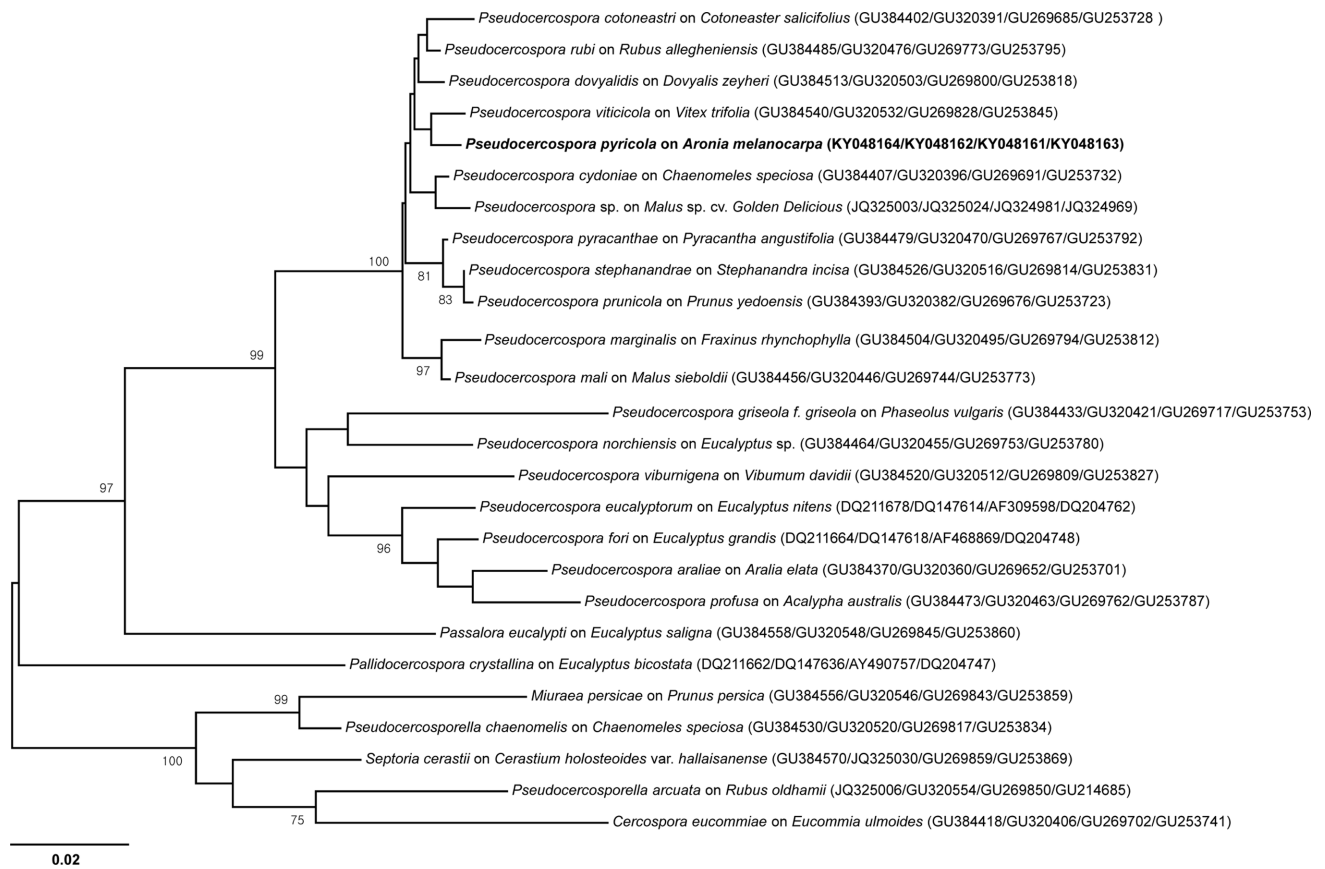 Pseudocercospora cotoneastri on Cotoneaster salicifolius (GU384402/GU320391/GU269685/GU253728 )
Pseudocercospora rubi on Rubus allegheniensis (GU384485/GU320476/GU269773/GU253795)
Pseudocercospora dovyalidis on Dovyalis zeyheri (GU384513/GU320503/GU269800/GU253818)
Pseudocercospora viticicola on Vitex trifolia (GU384540/GU320532/GU269828/GU253845)
Pseudocercospora pyricola on Aronia melanocarpa (KY048164/KY048162/KY048161/KY048163)
Pseudocercospora cydoniae on Chaenomeles speciosa (GU384407/GU320396/GU269691/GU253732)
Pseudocercospora sp. on Malus sp. cv. Golden Delicious (JQ325003/JQ325024/JQ324981/JQ324969)
Pseudocercospora pyracanthae on Pyracantha angustifolia (GU384479/GU320470/GU269767/GU253792)
100
81
Pseudocercospora stephanandrae on Stephanandra incisa (GU384526/GU320516/GU269814/GU253831)
83
Pseudocercospora prunicola on Prunus yedoensis (GU384393/GU320382/GU269676/GU253723)
Pseudocercospora marginalis on Fraxinus rhynchophylla (GU384504/GU320495/GU269794/GU253812)
99
97
Pseudocercospora mali on Malus sieboldii (GU384456/GU320446/GU269744/GU253773)
Pseudocercospora griseola f. griseola on Phaseolus vulgaris (GU384433/GU320421/GU269717/GU253753)
Pseudocercospora norchiensis on Eucalyptus sp. (GU384464/GU320455/GU269753/GU253780)
Pseudocercospora viburnigena on Vibumum davidii (GU384520/GU320512/GU269809/GU253827)
97
Pseudocercospora eucalyptorum on Eucalyptus nitens (DQ211678/DQ147614/AF309598/DQ204762)
Pseudocercospora fori on Eucalyptus grandis (DQ211664/DQ147618/AF468869/DQ204748)
96
Pseudocercospora araliae on Aralia elata (GU384370/GU320360/GU269652/GU253701)
Pseudocercospora profusa on Acalypha australis (GU384473/GU320463/GU269762/GU253787)
Passalora eucalypti on Eucalyptus saligna (GU384558/GU320548/GU269845/GU253860)
Pallidocercospora crystallina on Eucalyptus bicostata (DQ211662/DQ147636/AY490757/DQ204747)
99
Miuraea persicae on Prunus persica (GU384556/GU320546/GU269843/GU253859)
Pseudocercosporella chaenomelis on Chaenomeles speciosa (GU384530/GU320520/GU269817/GU253834)
100
Septoria cerastii on Cerastium holosteoides var. hallaisanense (GU384570/JQ325030/GU269859/GU253869)
Pseudocercosporella arcuata on Rubus oldhamii (JQ325006/GU320554/GU269850/GU214685)
75
Cercospora eucommiae on Eucommia ulmoides (GU384418/GU320406/GU269702/GU253741)
0.02